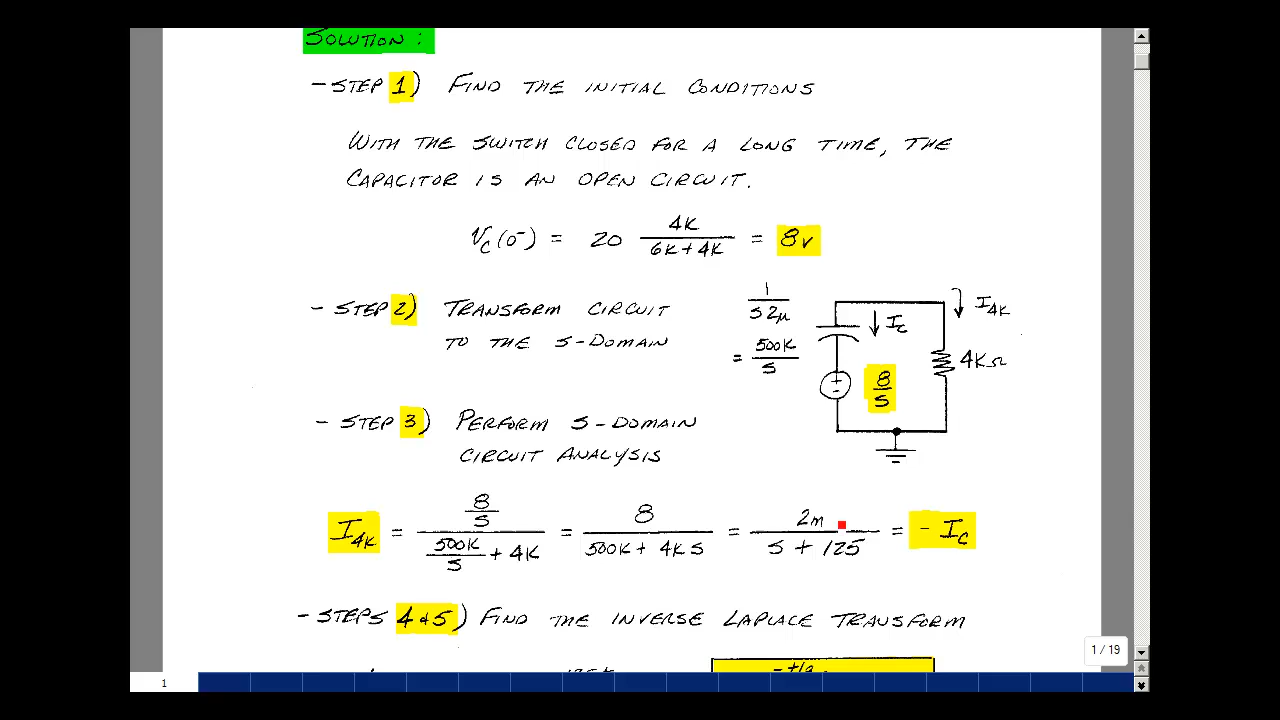 SOLUTION:
- STEP 1) FIND THE INITIAL CONDITIONS
WITH THE SWITCH CLOSED FOR A LONG TIME, THE
CAPACITOR IS AN OPEN CIRCUIT.
V_C(0⁻) = 20 4K / (6K + 4K) = 8V
- STEP 2) TRANSFORM CIRCUIT
TO THE S-DOMAIN
1 / S2μ
= 500K / S
I_C
I_4K
8 / S
4KΩ
- STEP 3) PERFORM S-DOMAIN
CIRCUIT ANALYSIS
I_4K = (8 / S) / (500K / S + 4K) = 8 / (500K + 4KS) = 2m / (S + 125) = - I_C
- STEPS 4 & 5) FIND THE INVERSE LAPLACE TRANSFORM
1 / 19
1